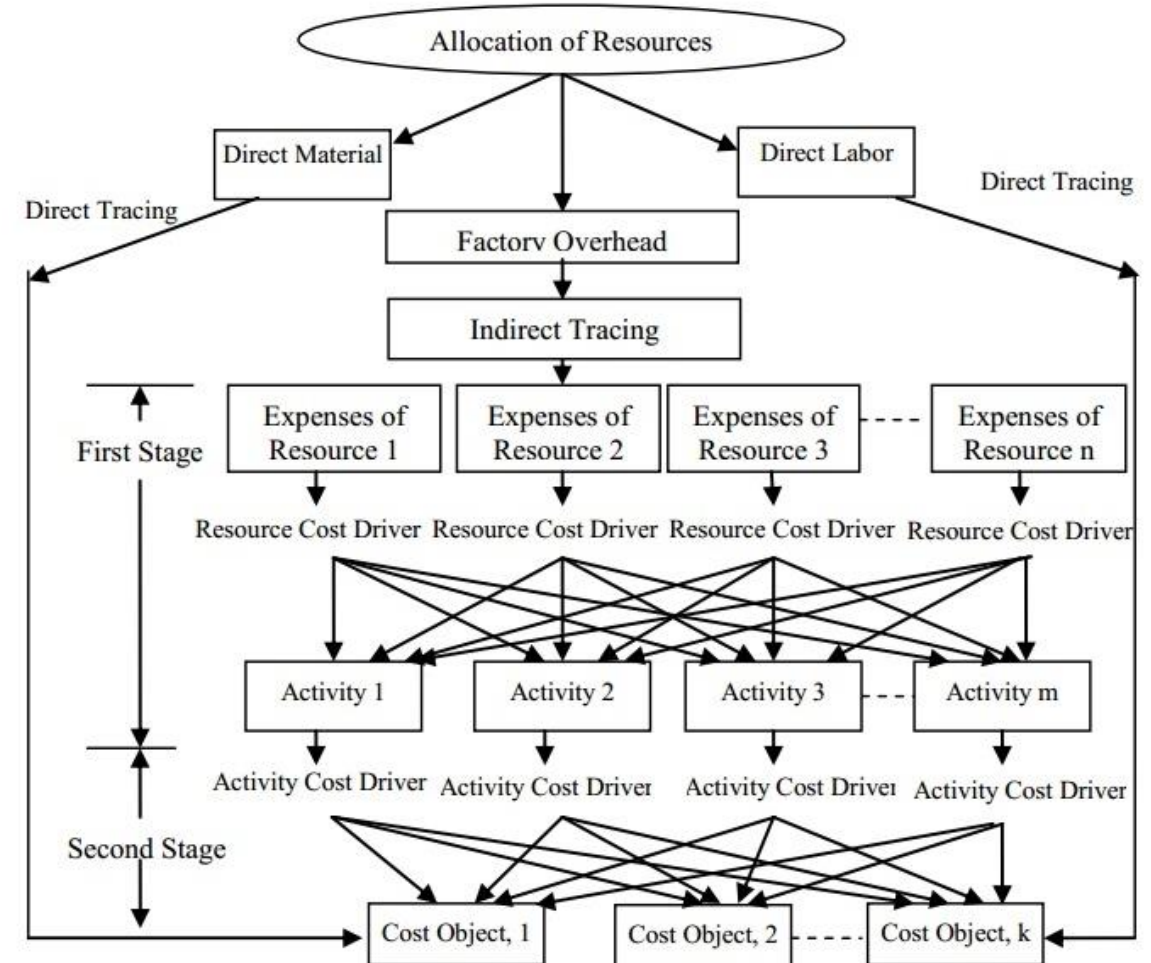 Allocation of Resources
Direct Material
Direct Labor
Direct Tracing
Direct Tracing
Factory Overhead
Indirect Tracing
First Stage
Expenses of
Resource 1
Expenses of
Resource 2
Expenses of
Resource 3
Expenses of
Resource n
Resource Cost Driver
Resource Cost Driver
Resource Cost Driver
Resource Cost Driver
Activity 1
Activity 2
Activity 3
Activity m
Activity Cost Driver
Activity Cost Driver
Activity Cost Driver
Activity Cost Driver
Second Stage
Cost Object, 1
Cost Object, 2
Cost Object, k